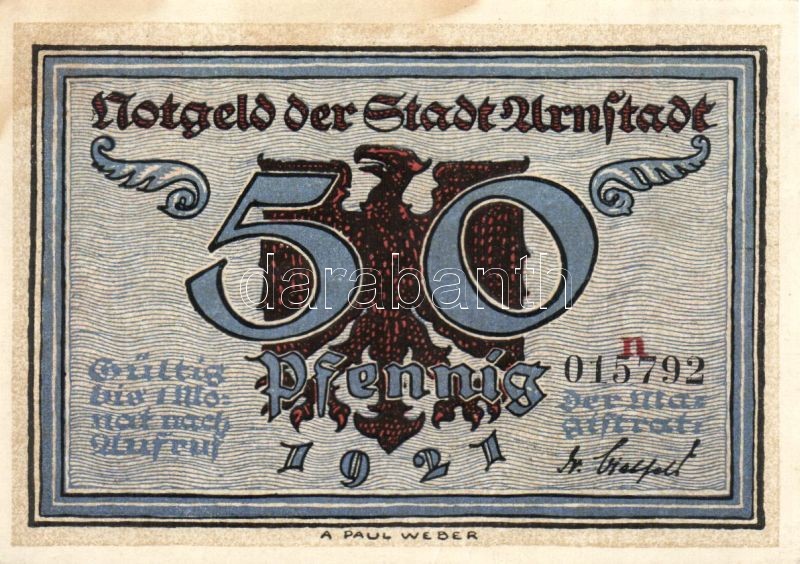 Notgeld der Stadt Arnstadt
50
darabanth
Pfennig
n
015792
Gültig
bis 1 Mo-
nat nach
Aufruf
der Ma-
gistrat:
1921
Dr.
A PAUL WEBER